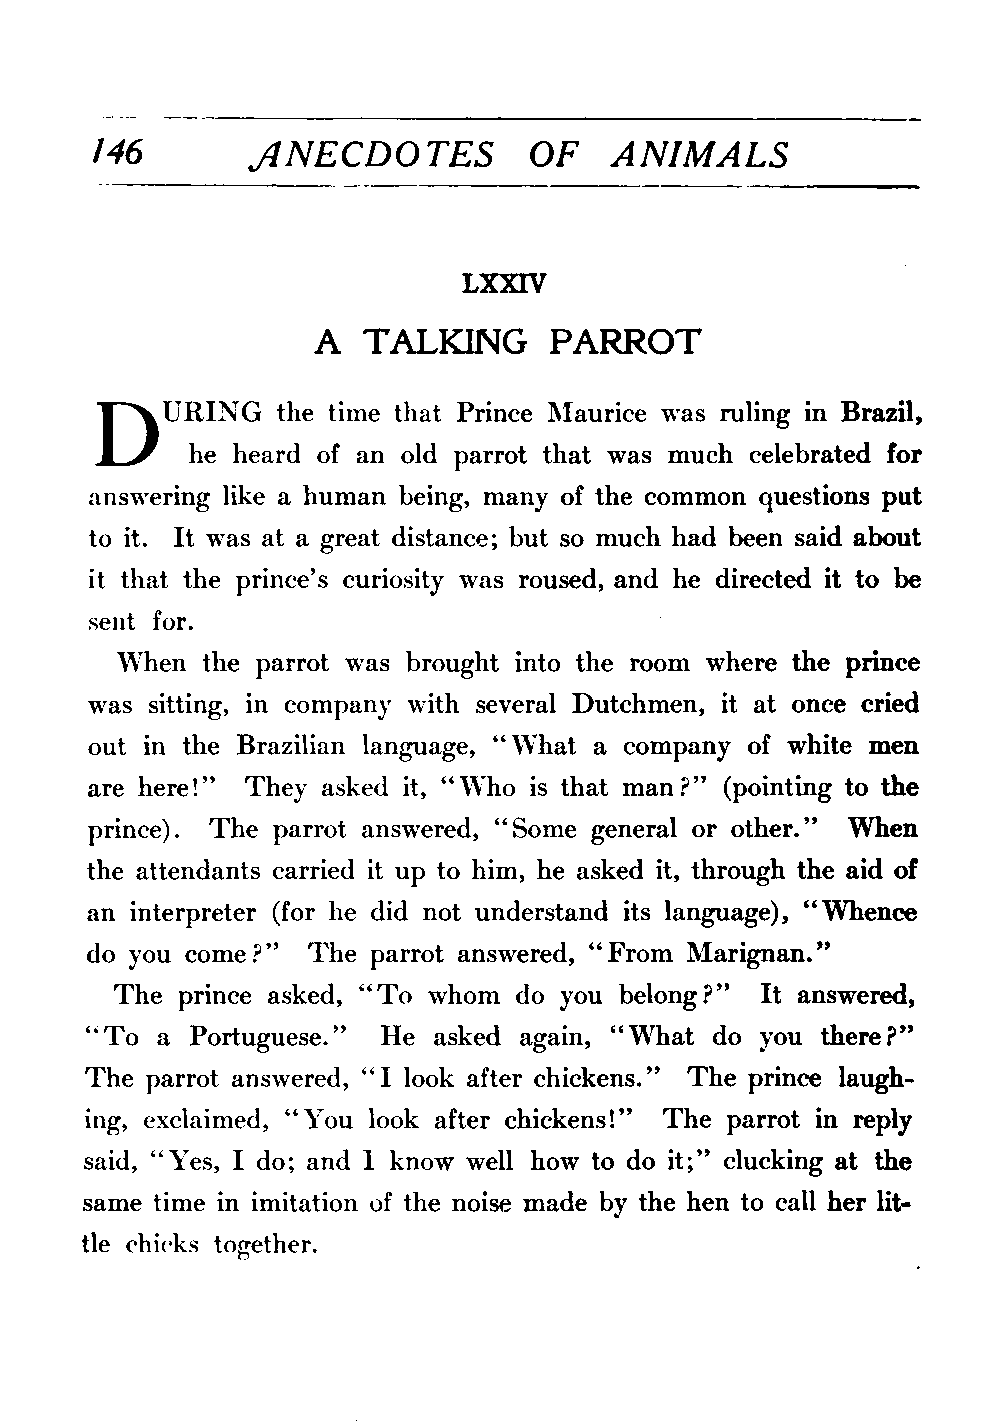 146 ANECDOTES OF ANIMALS
LXXIV
A TALKING PARROT
DURING the time that Prince Maurice was ruling in Brazil,
he heard of an old parrot that was much celebrated for
answering like a human being, many of the common questions put
to it. It was at a great distance; but so much had been said about
it that the prince's curiosity was roused, and he directed it to be
sent for.
When the parrot was brought into the room where the prince
was sitting, in company with several Dutchmen, it at once cried
out in the Brazilian language, "What a company of white men
are here!" They asked it, "Who is that man?" (pointing to the
prince). The parrot answered, "Some general or other." When
the attendants carried it up to him, he asked it, through the aid of
an interpreter (for he did not understand its language), "Whence
do you come?" The parrot answered, "From Marignan."
The prince asked, "To whom do you belong?" It answered,
"To a Portuguese." He asked again, "What do you there?"
The parrot answered, "I look after chickens." The prince laugh-
ing, exclaimed, "You look after chickens!" The parrot in reply
said, "Yes, I do; and I know well how to do it;" clucking at the
same time in imitation of the noise made by the hen to call her lit-
tle chicks together.